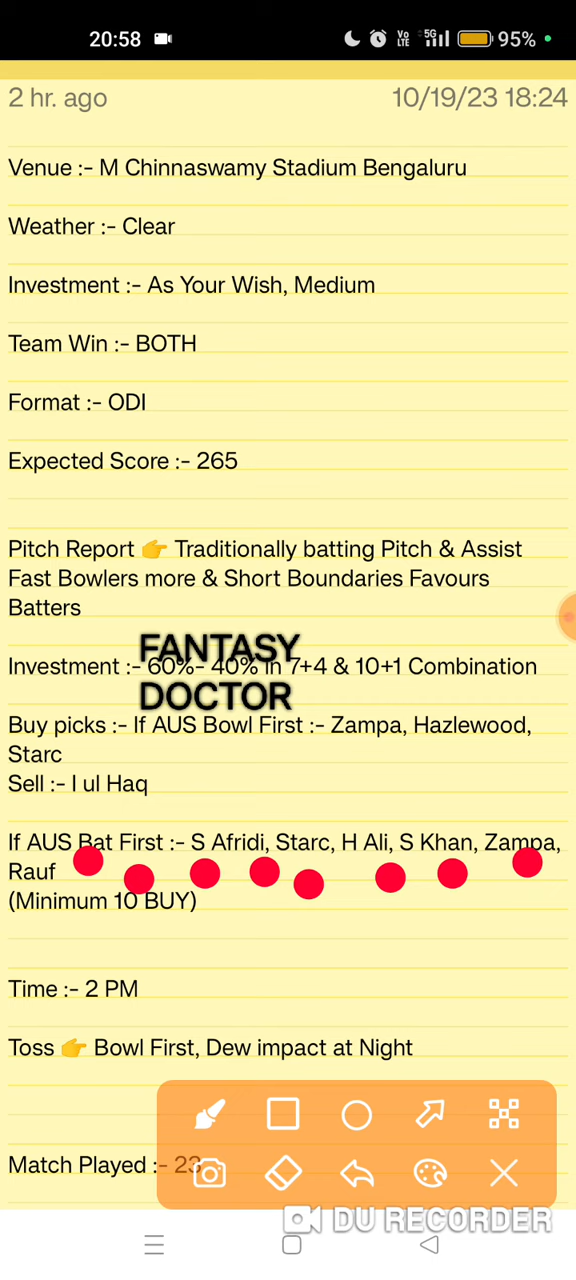 20:58
Vo LTE 5G 95%
2 hr. ago 10/19/23 18:24
Venue :- M Chinnaswamy Stadium Bengaluru
Weather :- Clear
Investment :- As Your Wish, Medium
Team Win :- BOTH
Format :- ODI
Expected Score :- 265
Pitch Report 👉 Traditionally batting Pitch & Assist
Fast Bowlers more & Short Boundaries Favours
Batters
FANTASY
Investment :- 60%- 40% in 7+4 & 10+1 Combination
DOCTOR
Buy picks :- If AUS Bowl First :- Zampa, Hazlewood,
Starc
Sell :- I ul Haq
If AUS Bat First :- S Afridi, Starc, H Ali, S Khan, Zampa,
Rauf
(Minimum 10 BUY)
Time :- 2 PM
Toss 👉 Bowl First, Dew impact at Night
Match Played :- 23
DU RECORDER